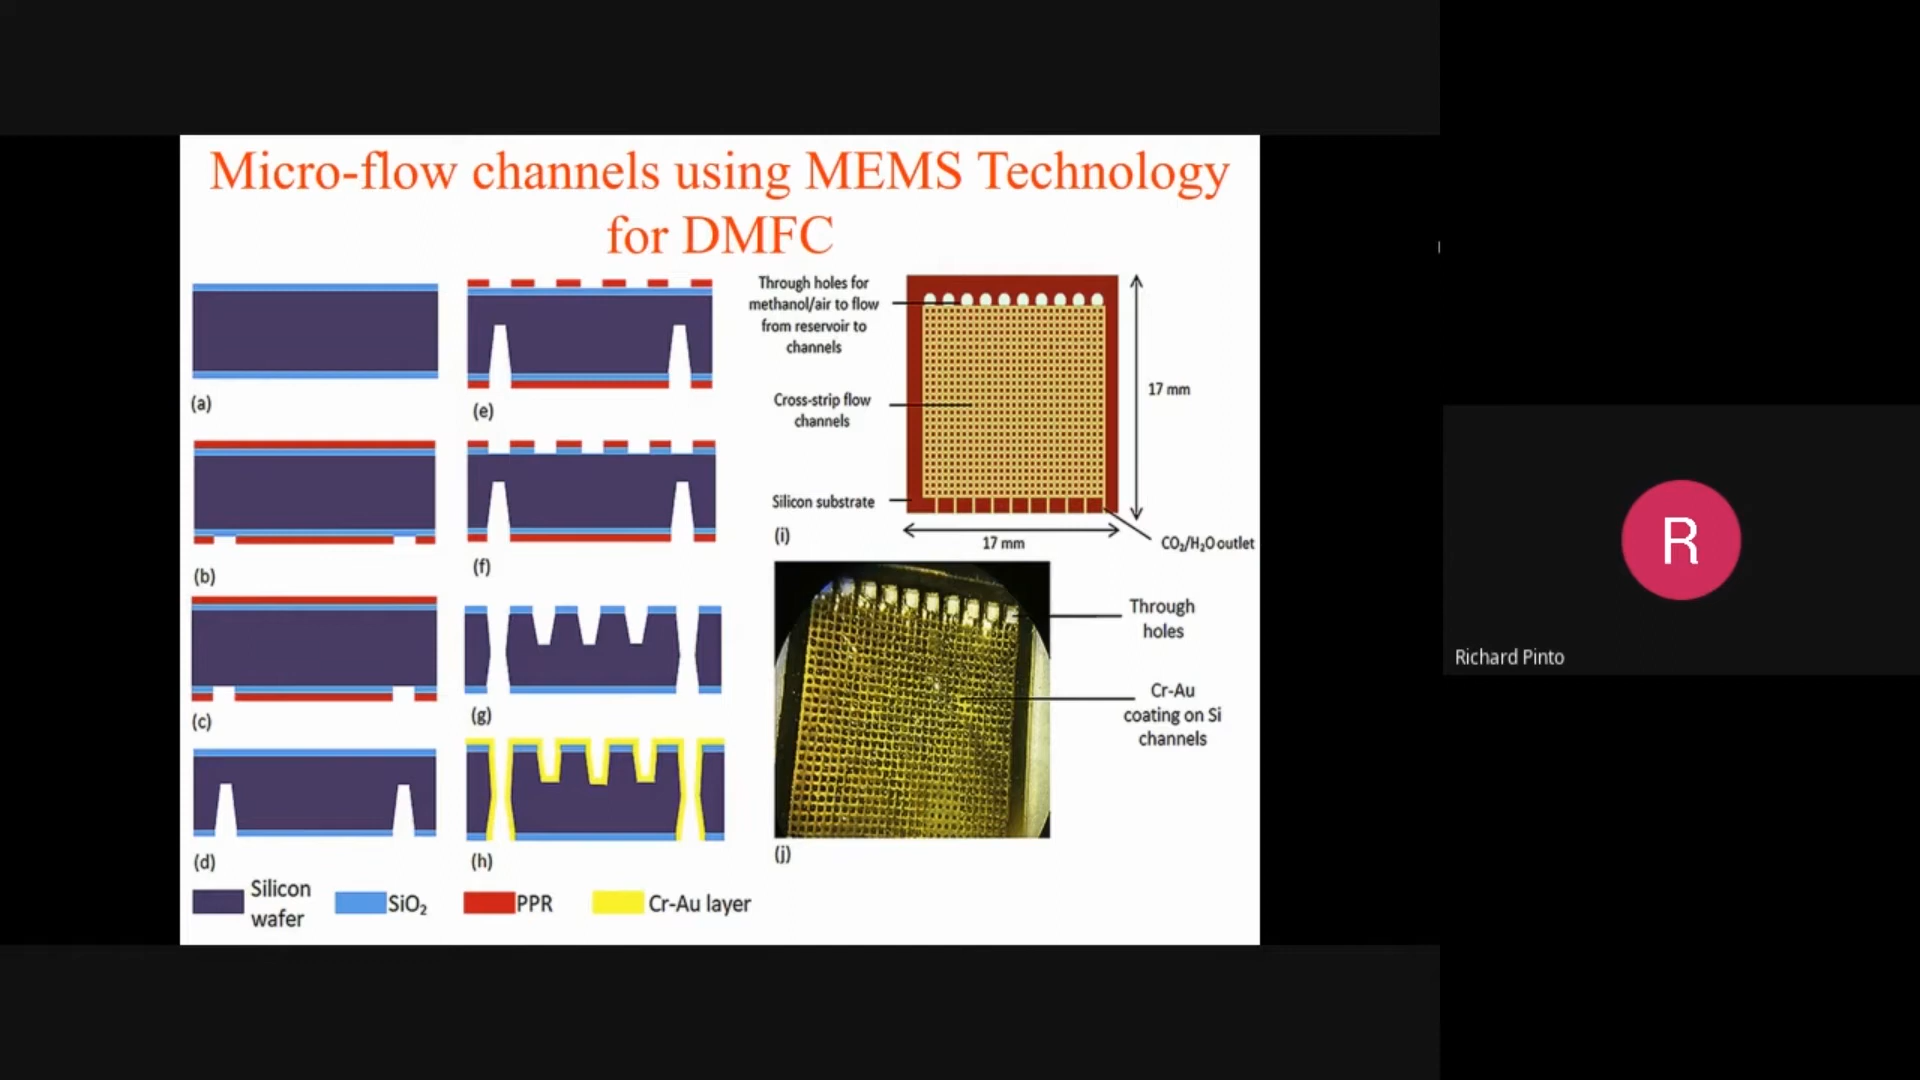 Micro-flow channels using MEMS Technology
for DMFC
(a)
(b)
(c)
(d)
(e)
(f)
(g)
(h)
Silicon
wafer
SiO₂
PPR
Cr-Au layer
Through holes for
methanol/air to flow
from reservoir to
channels
Cross-strip flow
channels
Silicon substrate
(i)
17 mm
17 mm
CO₂/H₂O outlet
Through
holes
Cr-Au
coating on Si
channels
(j)
R
Richard Pinto